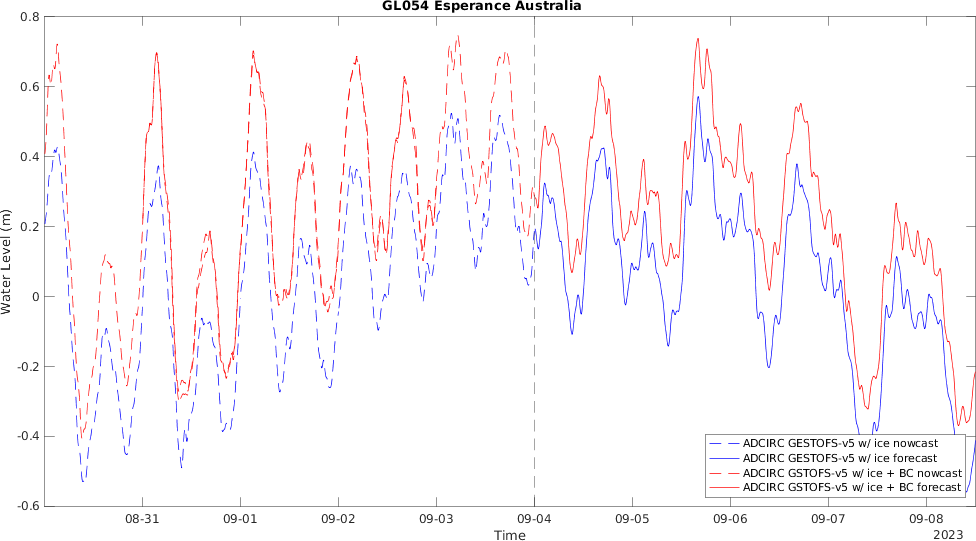 GL054 Esperance Australia
0.8
0.6
0.4
0.2
0
-0.2
-0.4
-0.6
Water Level (m)
ADCIRC GESTOFS-v5 w/ ice nowcast
ADCIRC GESTOFS-v5 w/ ice forecast
ADCIRC GSTOFS-v5 w/ ice + BC nowcast
ADCIRC GSTOFS-v5 w/ ice + BC forecast
08-31 09-01 09-02 09-03 09-04 09-05 09-06 09-07 09-08
Time
2023